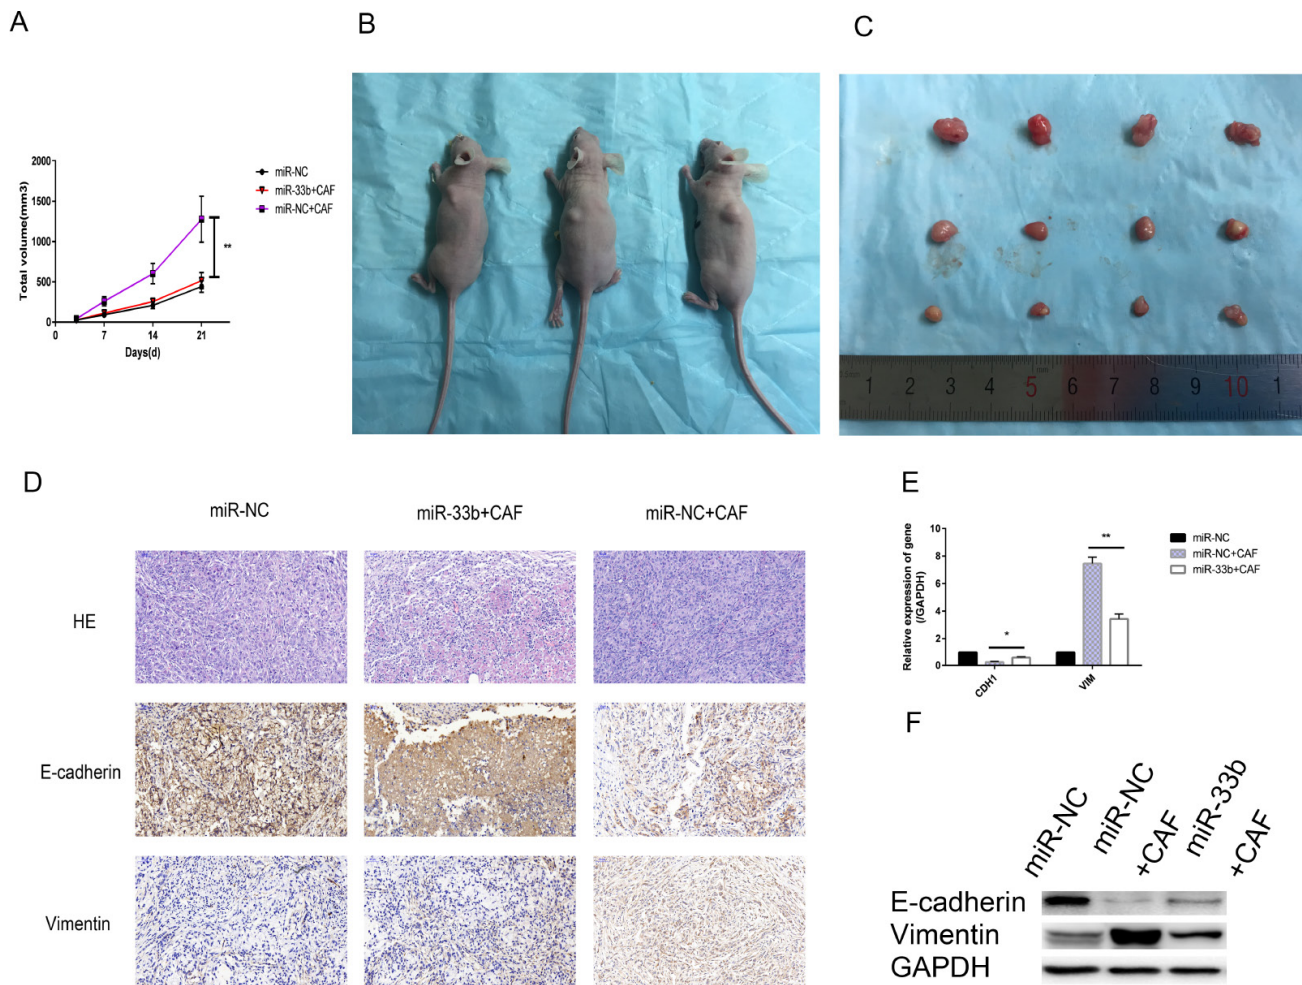 A
B
C
2000
1500
1000
500
0
0
7
14
21
Total volume(mm3)
Days(d)
miR-NC
miR-33b+CAF
miR-NC+CAF
**
mm
1 2 3 4 5 6 7 8 9 10 1
D
miR-NC
miR-33b+CAF
miR-NC+CAF
HE
E-cadherin
Vimentin
E
10
8
6
4
2
0
Relative expression of gene
(/GAPDH)
*
**
CDH1
VIM
miR-NC
miR-NC+CAF
miR-33b+CAF
F
miR-NC
miR-NC
+CAF
miR-33b
+CAF
E-cadherin
Vimentin
GAPDH